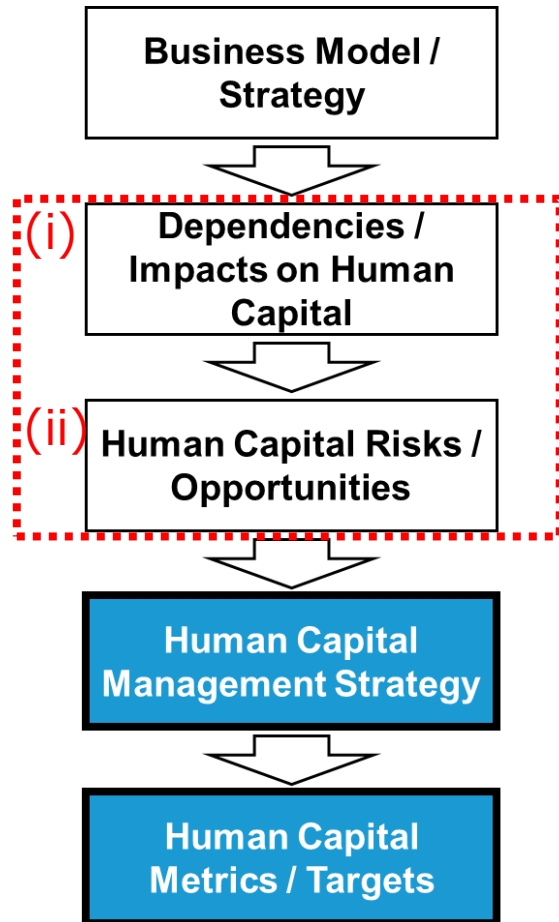 Business Model /
Strategy
(i)
Dependencies /
Impacts on Human
Capital
(ii)
Human Capital Risks /
Opportunities
Human Capital
Management Strategy
Human Capital
Metrics / Targets